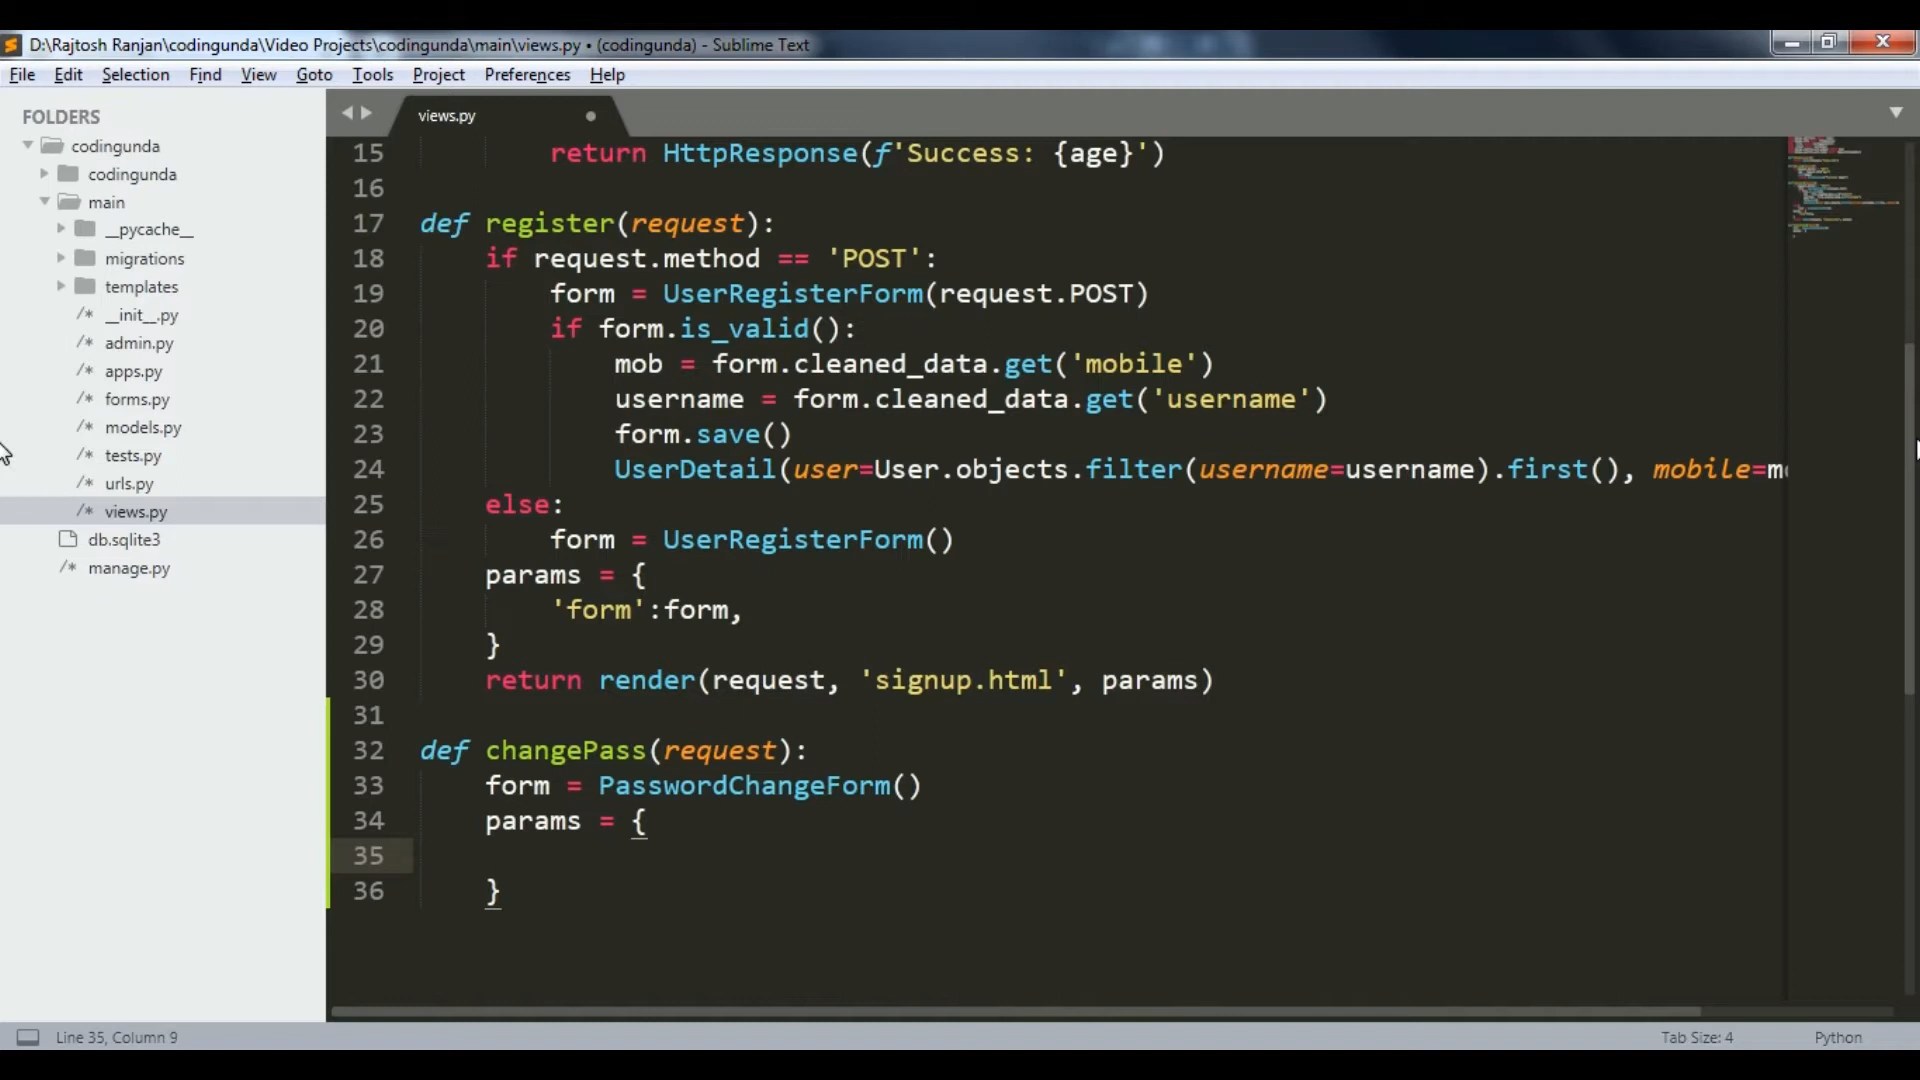 D:\Rajtosh Ranjan\codingunda\Video Projects\codingunda\main\views.py • (codingunda) - Sublime Text
File Edit Selection Find View Goto Tools Project Preferences Help
FOLDERS
codingunda
codingunda
main
__pycache__
migrations
templates
/* __init__.py
/* admin.py
/* apps.py
/* forms.py
/* models.py
/* tests.py
/* urls.py
/* views.py
db.sqlite3
/* manage.py
views.py
15 return HttpResponse(f'Success: {age}')
16
17 def register(request):
18 if request.method == 'POST':
19 form = UserRegisterForm(request.POST)
20 if form.is_valid():
21 mob = form.cleaned_data.get('mobile')
22 username = form.cleaned_data.get('username')
23 form.save()
24 UserDetail(user=User.objects.filter(username=username).first(), mobile=mo
25 else:
26 form = UserRegisterForm()
27 params = {
28 'form':form,
29 }
30 return render(request, 'signup.html', params)
31
32 def changePass(request):
33 form = PasswordChangeForm()
34 params = {
35
36 }
Line 35, Column 9
Tab Size: 4
Python